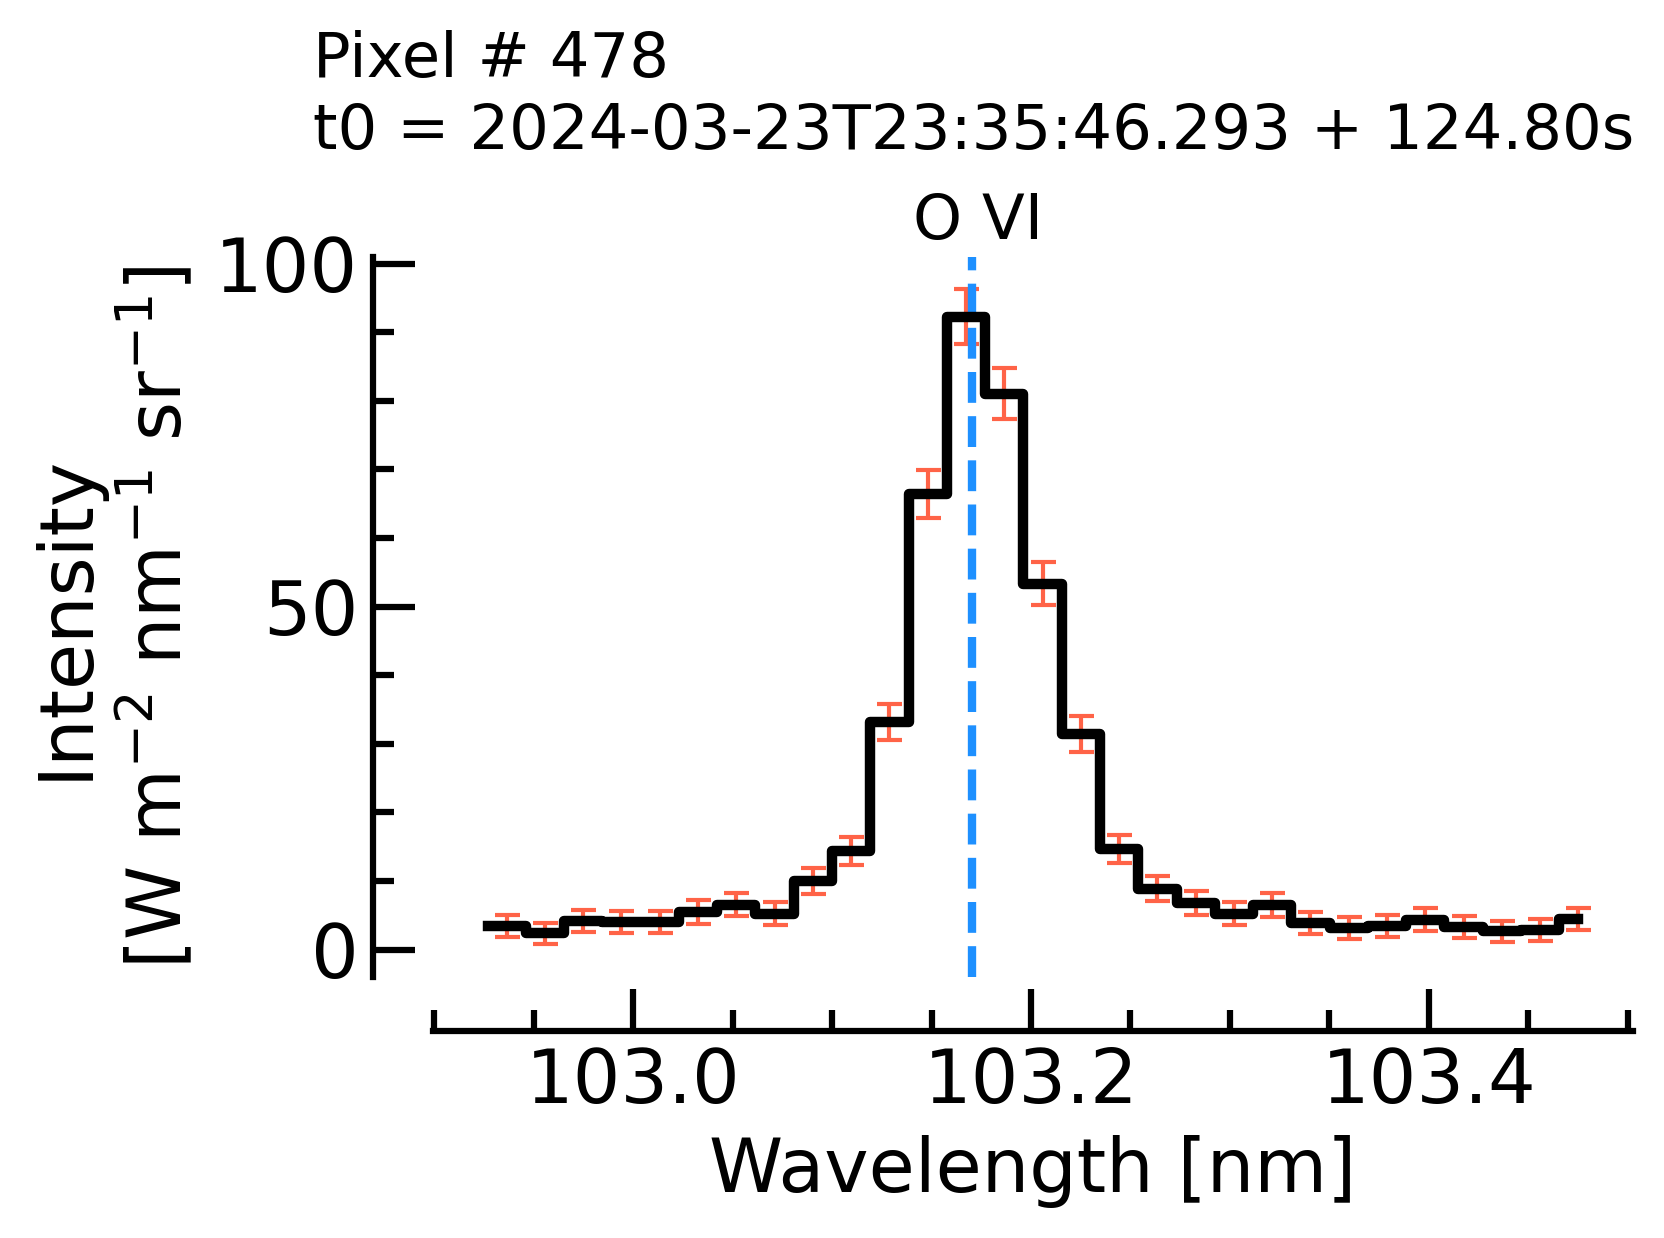 Pixel # 478
t0 = 2024-03-23T23:35:46.293 + 124.80s
O VI
100
50
0
Intensity
[W m⁻² nm⁻¹ sr⁻¹]
103.0 103.2 103.4
Wavelength [nm]